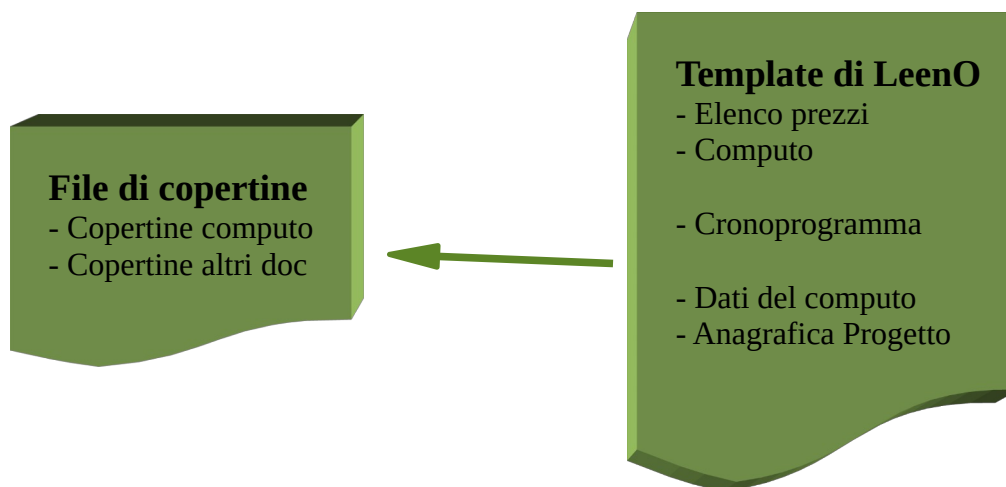 File di copertine
- Copertine computo
- Copertine altri doc
Template di LeenO
- Elenco prezzi
- Computo
- Cronoprogramma
- Dati del computo
- Anagrafica Progetto